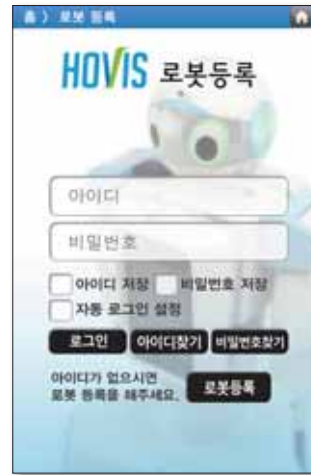 홈 〉 로봇 등록
HOVIS 로봇등록
아이디
비밀번호
아이디 저장 비밀번호 저장
자동 로그인 설정
로그인 아이디찾기 비밀번호찾기
아이디가 없으시면
로봇 등록을 해주세요. 로봇등록